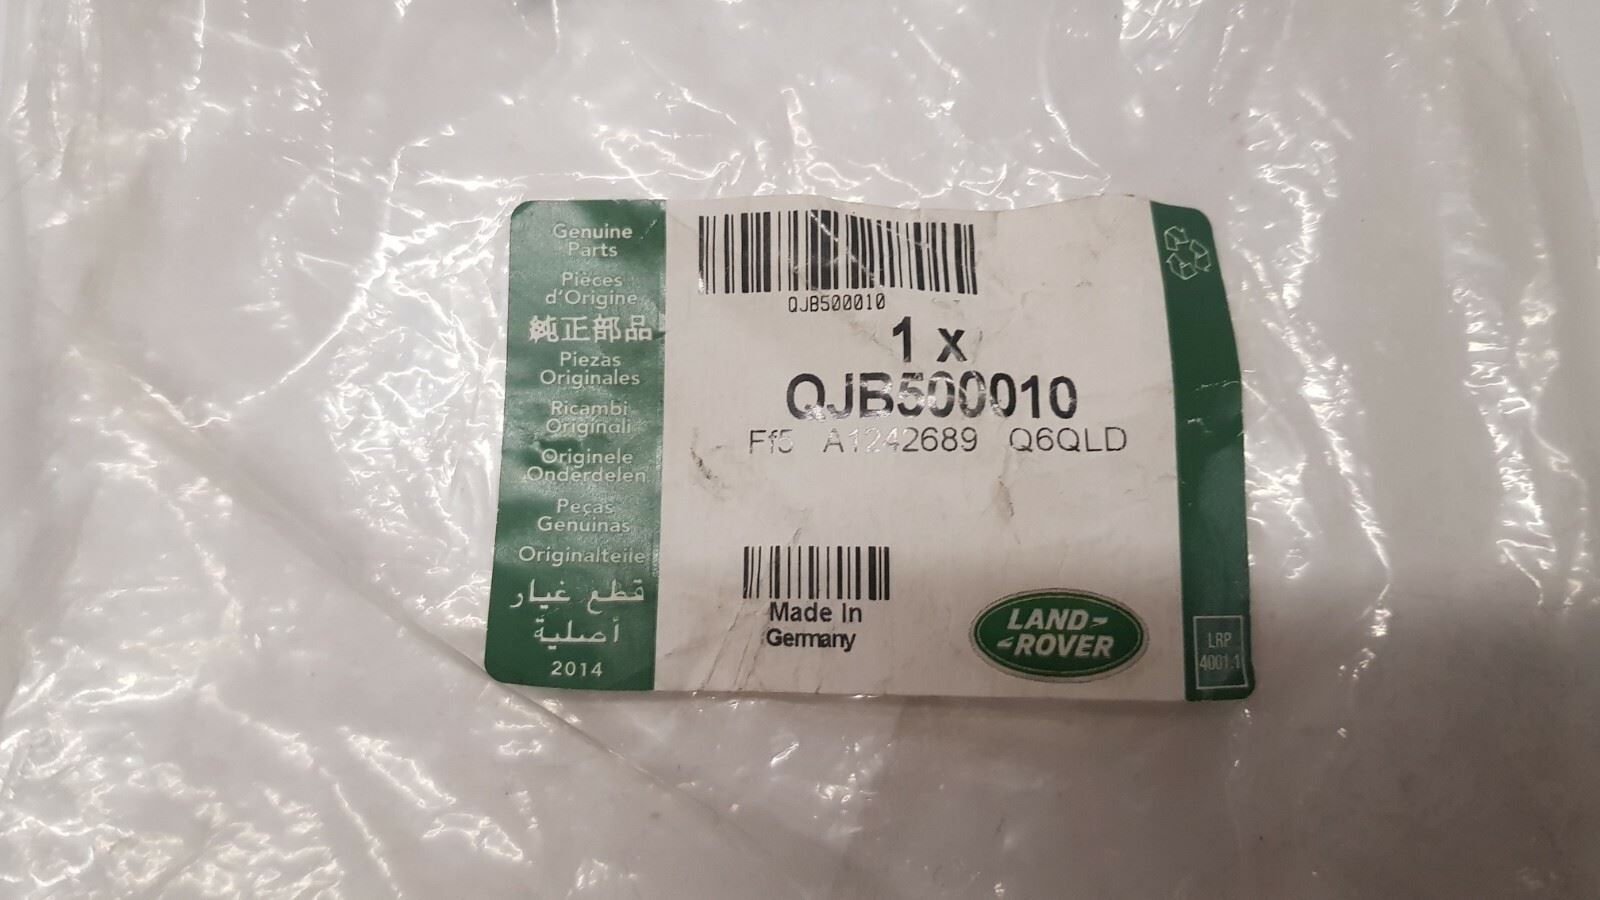 Genuine
Parts
Pièces
d'Origine
純正部品
Piezas
Originales
Ricambi
Originali
Originele
Onderdelen
Peças
Genuinas
Originalteile
قطع غيار
أصلية
2014
QJB500010
1 x
QJB500010
Ff5 A1242689 Q6QLD
Made In
Germany
LAND-
-ROVER
LRP
4001.1